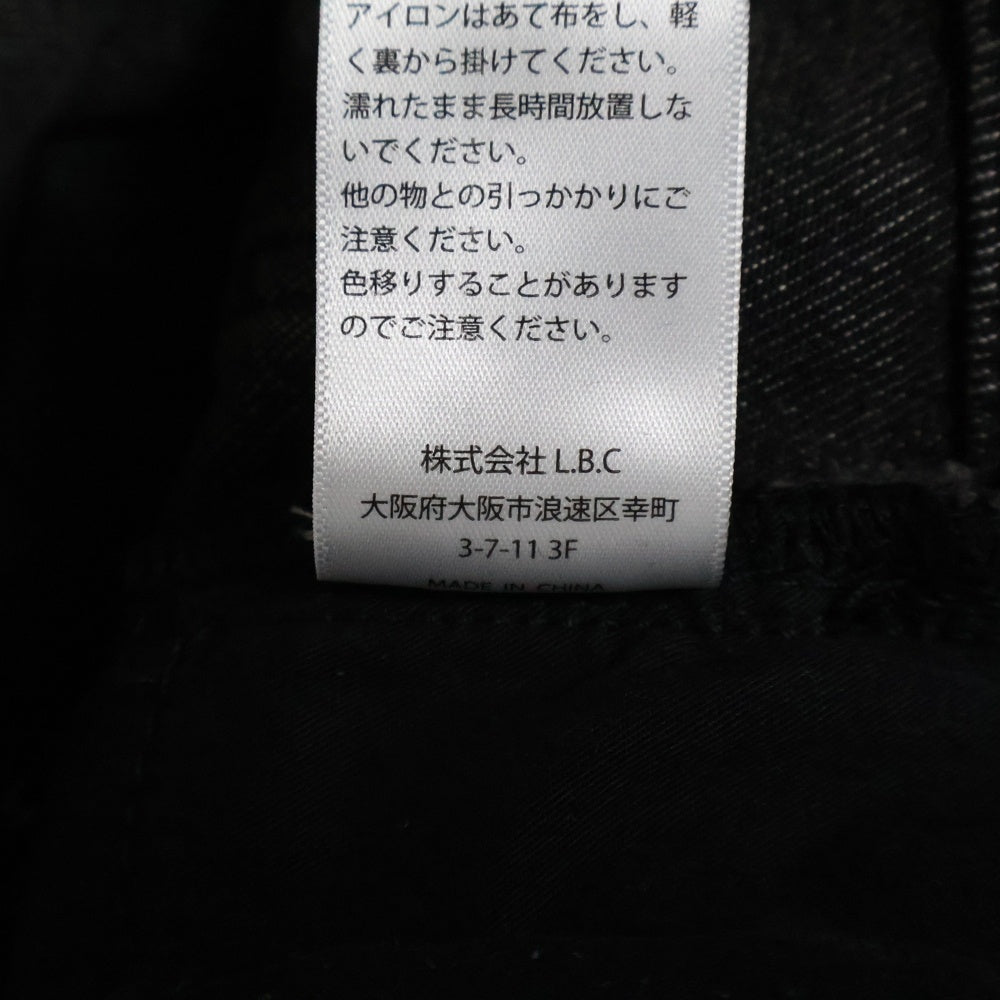 アイロンはあて布をし、軽
く裏から掛けてください。
濡れたまま長時間放置しな
いでください。
他の物との引っかかりにご
注意ください。
色移りすることがあります
のでご注意ください。
株式会社 L.B.C
大阪府大阪市浪速区幸町
3-7-11 3F
MADE IN CHINA